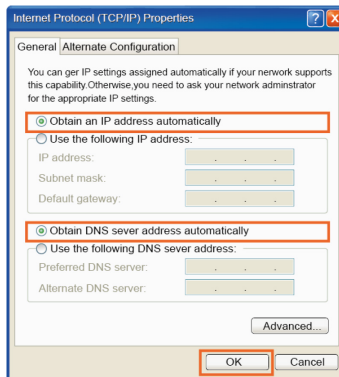 Internet Protocol (TCP/IP) Properties
General Alternate Configuration
You can ger IP settings assigned automatically if your nerwork supports
this capability.Otherwise,you need to ask your network adminstrator
for the appropriate IP settings.
Obtain an IP address automatically
Use the following IP address:
IP address:
Subnet mask:
Default gateway:
Obtain DNS sever address automatically
Use the following DNS sever address:
Preferred DNS server:
Alternate DNS server:
Advanced...
OK Cancel